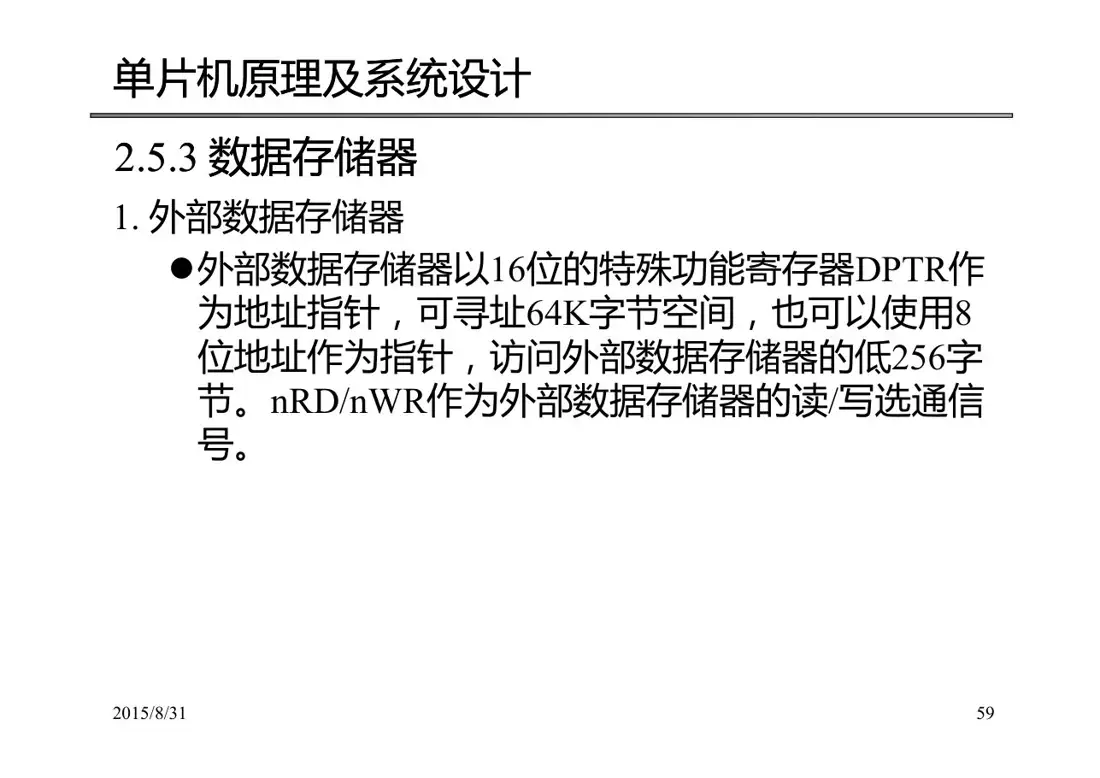 单片机原理及系统设计
2.5.3 数据存储器
1. 外部数据存储器
●外部数据存储器以16位的特殊功能寄存器DPTR作
为地址指针，可寻址64K字节空间，也可以使用8
位地址作为指针，访问外部数据存储器的低256字
节。nRD/nWR作为外部数据存储器的读/写选通信
号。
2015/8/31
59